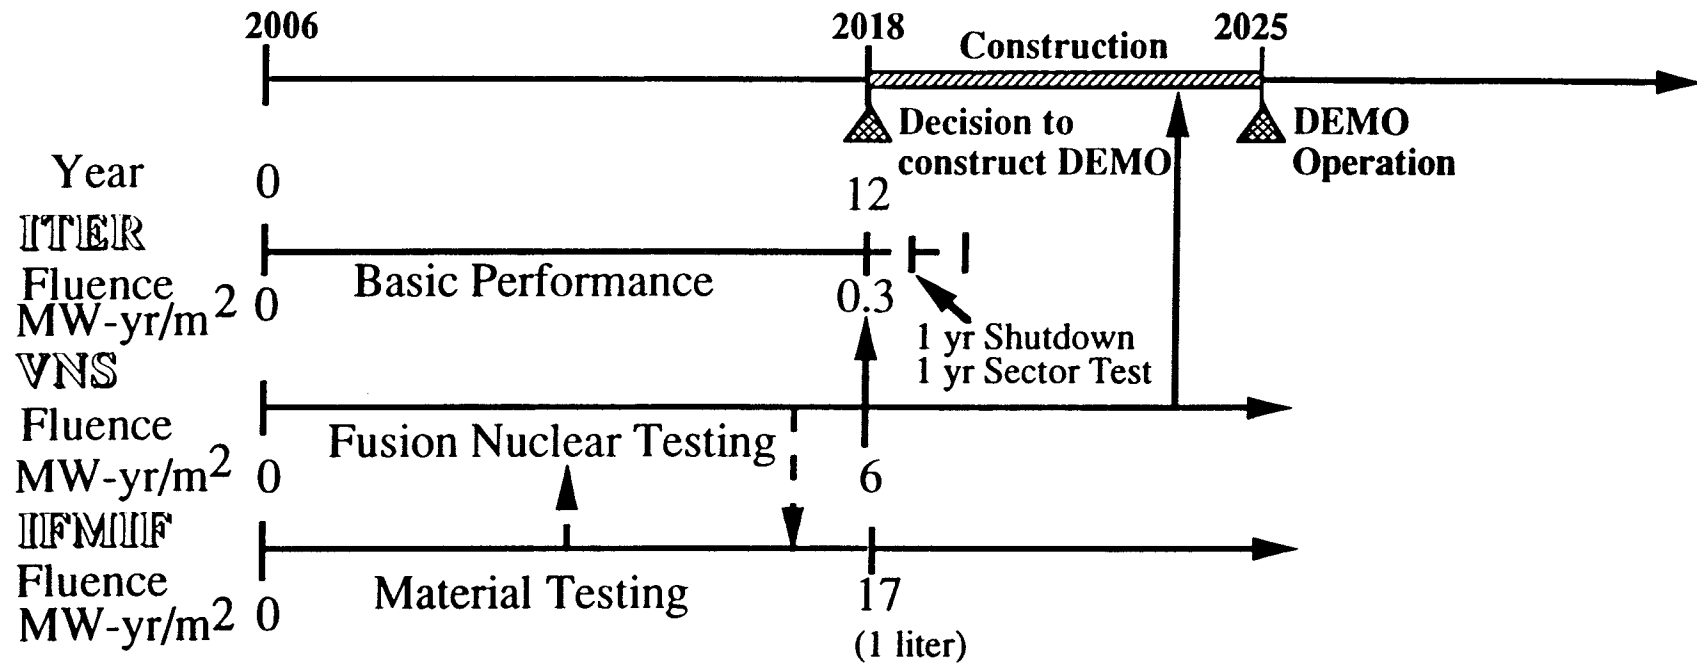 2006
2018
2025
Construction
Decision to
construct DEMO
DEMO
Operation
Year
0
12
ITER
Fluence
MW-yr/m2
0
Basic Performance
0.3
1 yr Shutdown
1 yr Sector Test
VNS
Fluence
MW-yr/m2
0
Fusion Nuclear Testing
6
IFMIF
Fluence
MW-yr/m2
0
Material Testing
17
(1 liter)